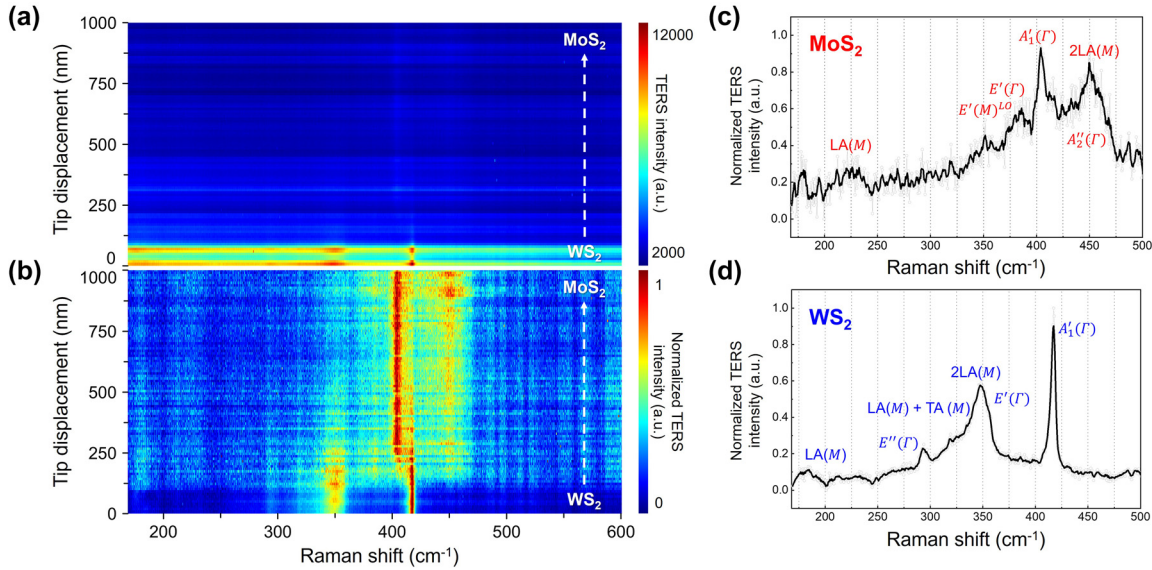 (a)
1000
750
500
250
0
Tip displacement (nm)
MoS₂
WS₂
12000
2000
TERS intensity (a.u.)
(b)
1000
750
500
250
0
Tip displacement (nm)
MoS₂
WS₂
200
300
400
500
600
Raman shift (cm⁻¹)
1
0
Normalized TERS
intensity (a.u.)
(c)
MoS₂
1.0
0.8
0.6
0.4
0.2
0.0
Normalized TERS
intensity (a.u.)
LA(M)
E′(M)ᴸᴼ
E′(Γ)
A′₁(Γ)
2LA(M)
A″₂(Γ)
200
250
300
350
400
450
500
Raman shift (cm⁻¹)
(d)
WS₂
1.0
0.8
0.6
0.4
0.2
0.0
Normalized TERS
intensity (a.u.)
LA(M)
E″(Γ)
LA(M) + TA (M)
2LA(M)
E′(Γ)
A′₁(Γ)
200
250
300
350
400
450
500
Raman shift (cm⁻¹)